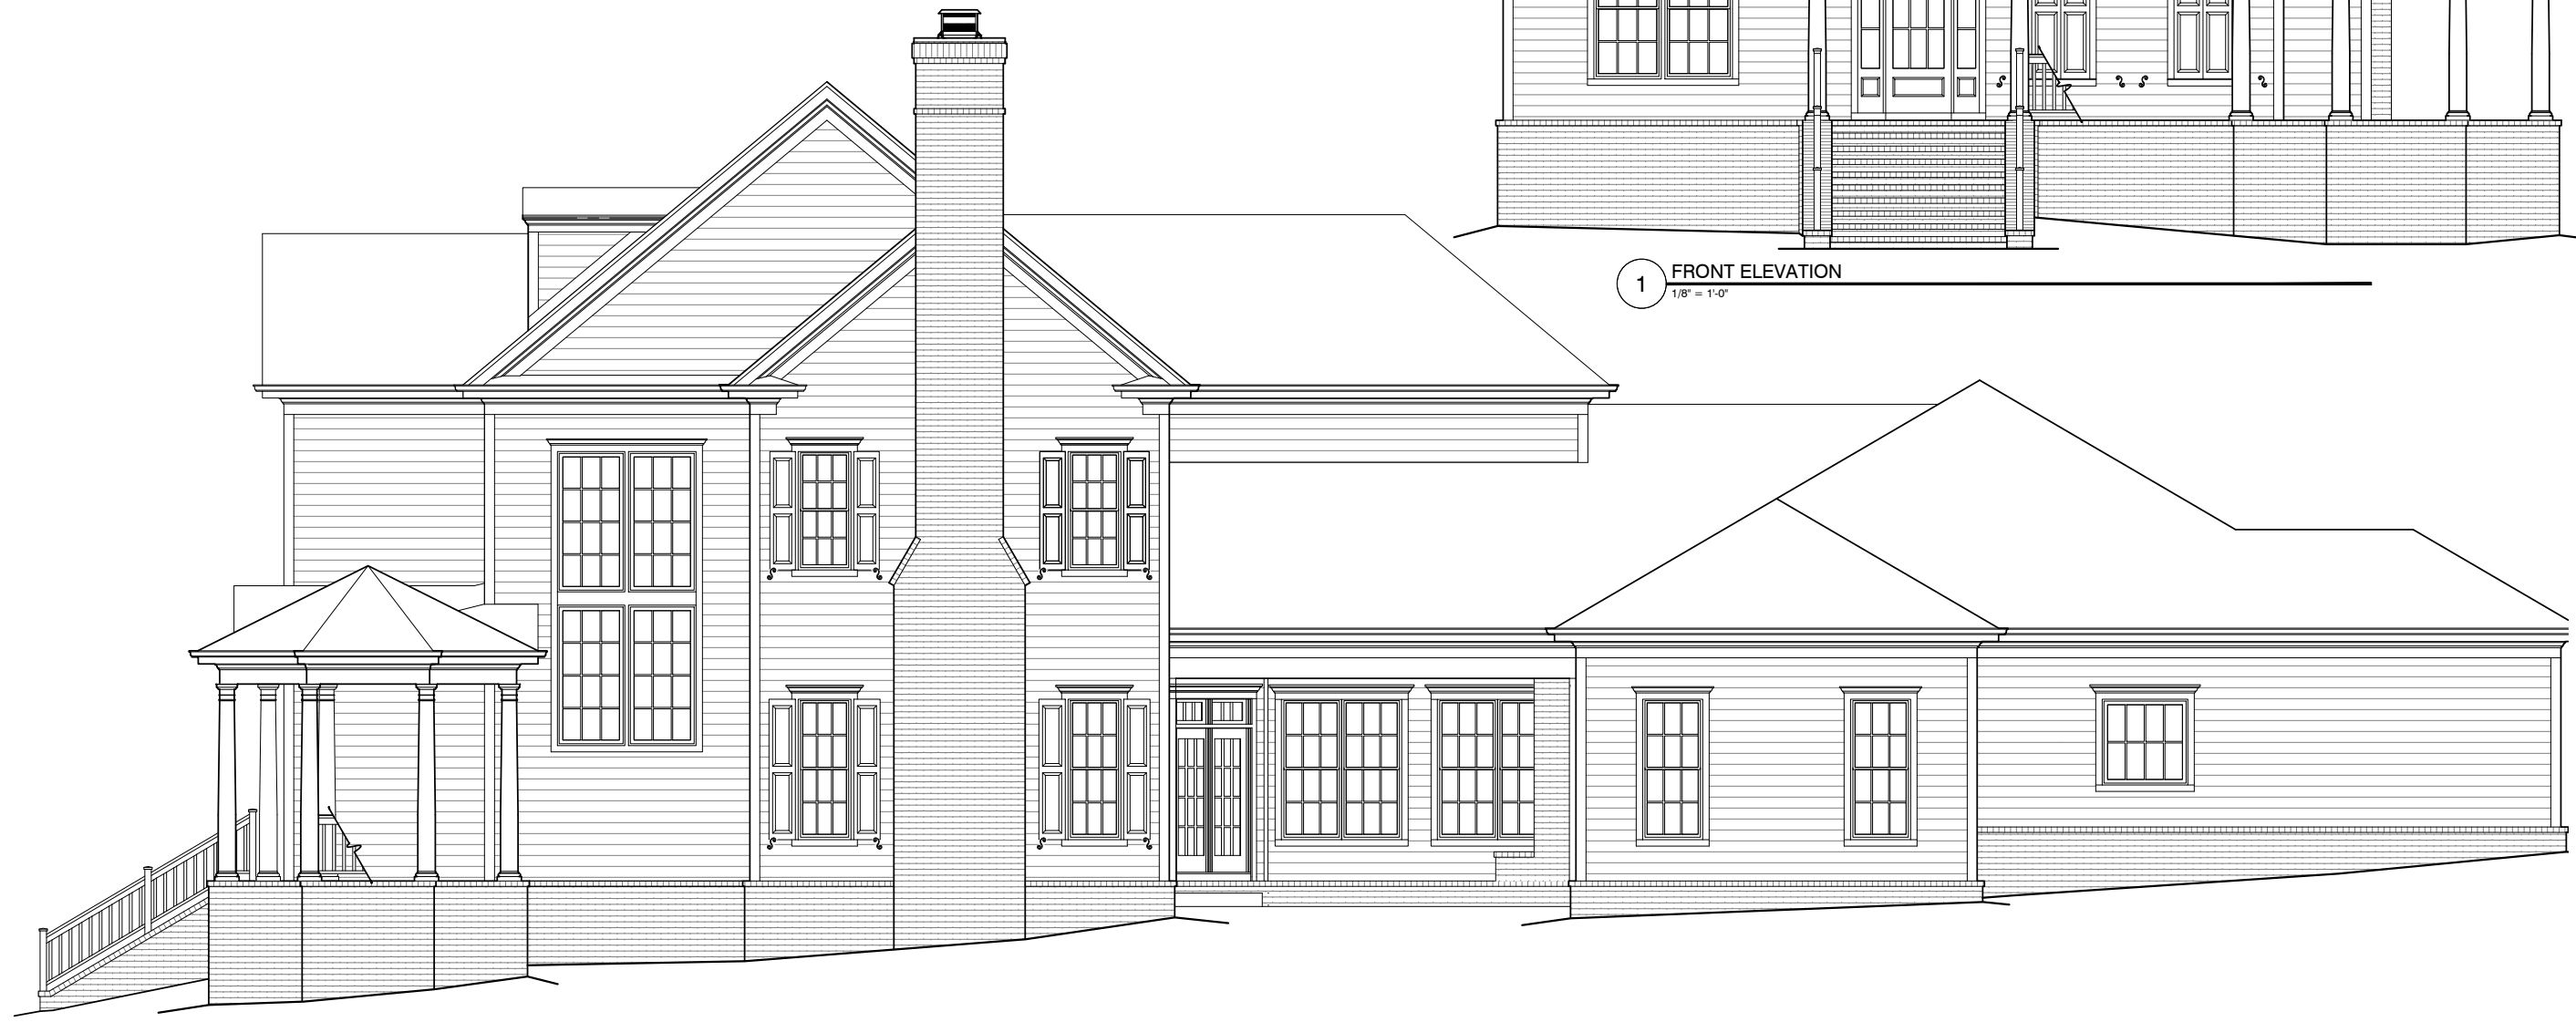 1
FRONT ELEVATION
1/8" = 1'-0"